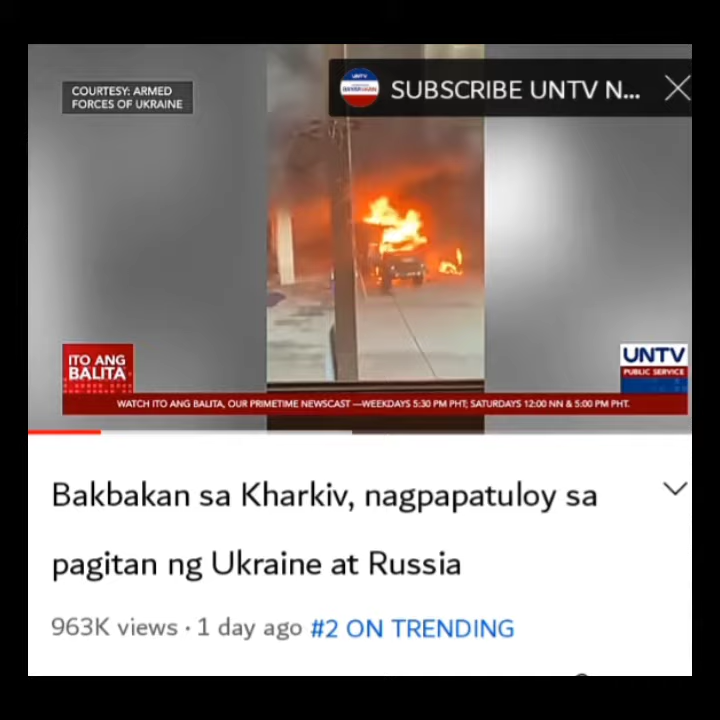 COURTESY: ARMED
FORCES OF UKRAINE
SUBSCRIBE UNTV N...
ITO ANG
BALITA
UNTV
PUBLIC SERVICE
WATCH ITO ANG BALITA, OUR PRIMETIME NEWSCAST —WEEKDAYS 5:30 PM PHT; SATURDAYS 12:00 NN & 5:00 PM PHT.
Bakbakan sa Kharkiv, nagpapatuloy sa
pagitan ng Ukraine at Russia
963K views · 1 day ago #2 ON TRENDING